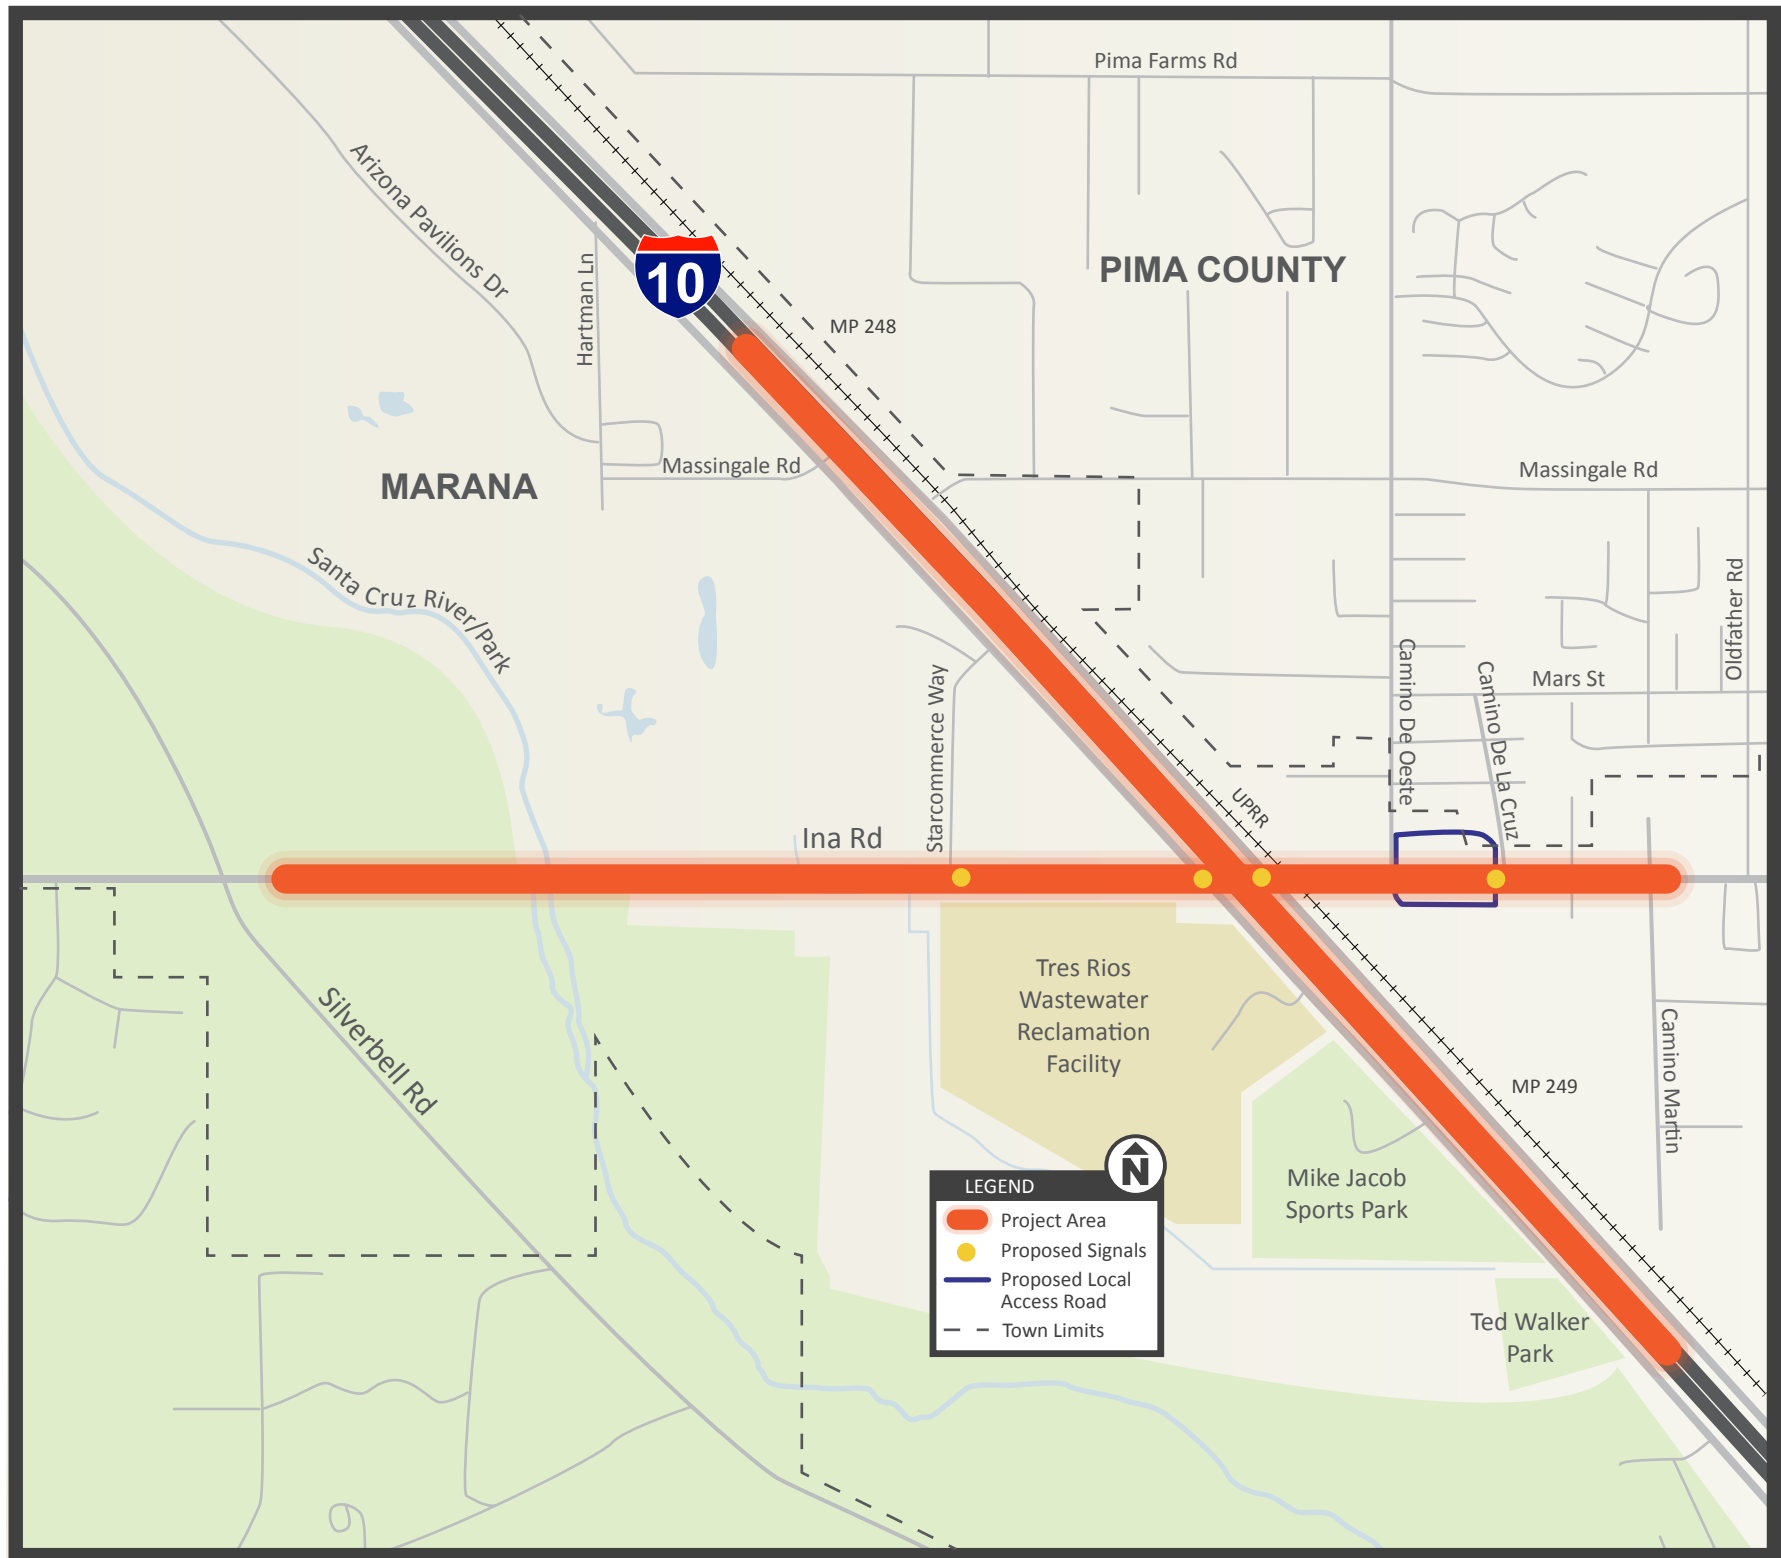 Pima Farms Rd
Arizona Pavilions Dr
Hartman Ln
10
PIMA COUNTY
MP 248
Massingale Rd
Massingale Rd
MARANA
Santa Cruz River/Park
Oldfather Rd
Camino De Oeste
Camino De La Cruz
Mars St
Starcommerce Way
UPRR
Ina Rd
Tres Rios
Wastewater
Reclamation
Facility
Silverbell Rd
Camino Martin
MP 249
N
Mike Jacob
Sports Park
LEGEND
Project Area
Proposed Signals
Proposed Local
Access Road
Town Limits
Ted Walker
Park